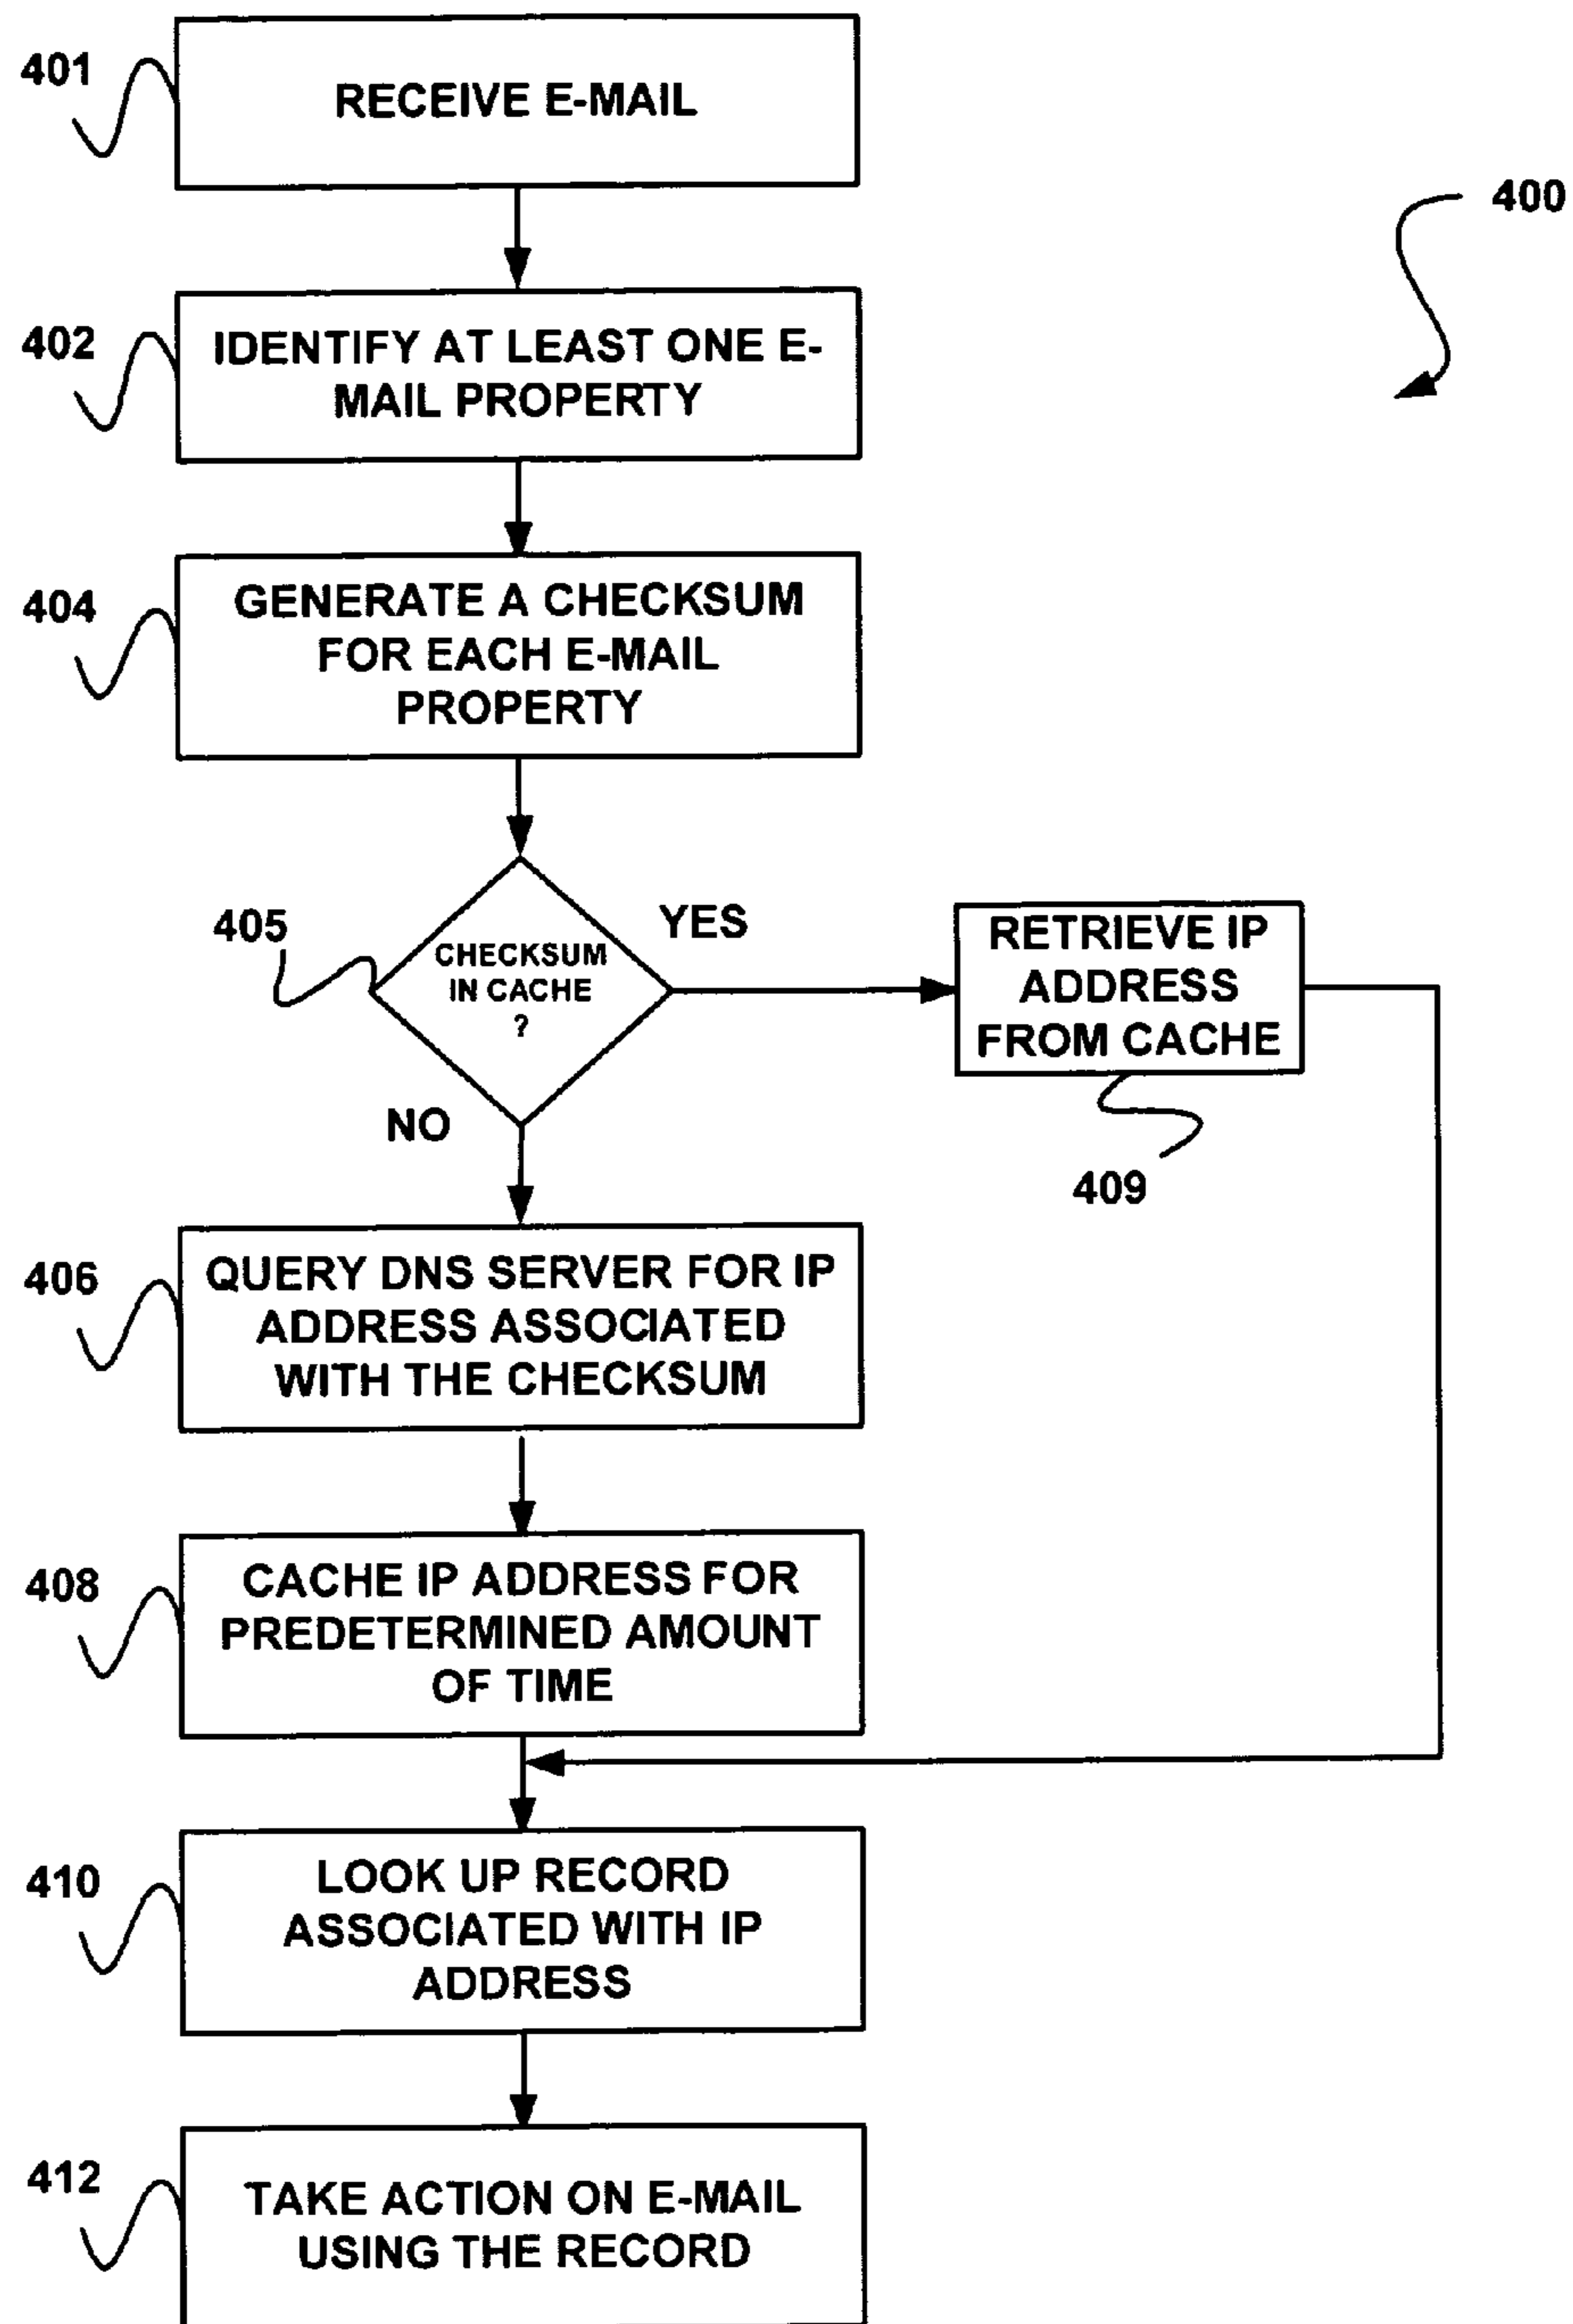 401
RECEIVE E-MAIL
400
402
IDENTIFY AT LEAST ONE E-
MAIL PROPERTY
404
GENERATE A CHECKSUM
FOR EACH E-MAIL
PROPERTY
405
CHECKSUM
IN CACHE
?
YES
NO
RETRIEVE IP
ADDRESS
FROM CACHE
409
406
QUERY DNS SERVER FOR IP
ADDRESS ASSOCIATED
WITH THE CHECKSUM
408
CACHE IP ADDRESS FOR
PREDETERMINED AMOUNT
OF TIME
410
LOOK UP RECORD
ASSOCIATED WITH IP
ADDRESS
412
TAKE ACTION ON E-MAIL
USING THE RECORD